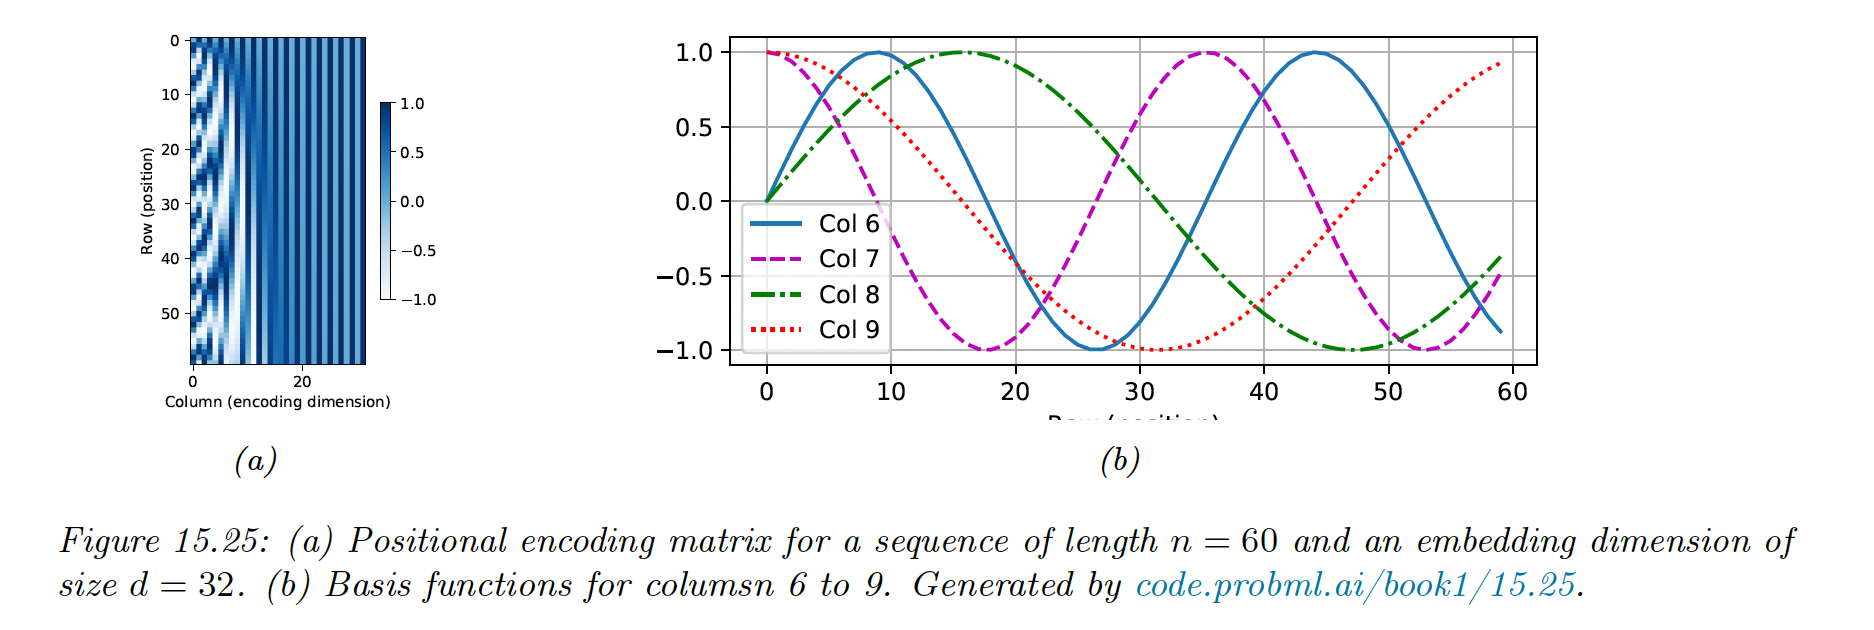 0
10
20
30
40
50
Row (position)
0
20
Column (encoding dimension)
1.0
0.5
0.0
−0.5
−1.0
(a)
1.0
0.5
0.0
−0.5
−1.0
Col 6
Col 7
Col 8
Col 9
0 10 20 30 40 50 60
Row (position)
(b)
Figure 15.25: (a) Positional encoding matrix for a sequence of length n = 60 and an embedding dimension of
size d = 32. (b) Basis functions for columsn 6 to 9. Generated by code.probml.ai/book1/15.25.